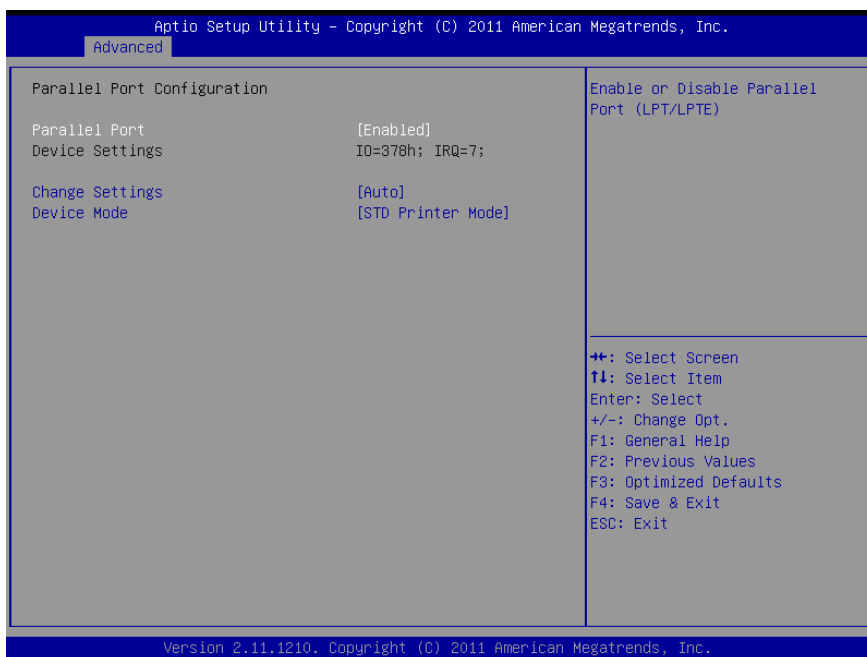 Aptio Setup Utility – Copyright (C) 2011 American Megatrends, Inc.
Advanced
Parallel Port Configuration
Parallel Port [Enabled]
Device Settings IO=378h; IRQ=7;
Change Settings [Auto]
Device Mode [STD Printer Mode]
Enable or Disable Parallel
Port (LPT/LPTE)
→←: Select Screen
↑↓: Select Item
Enter: Select
+/-: Change Opt.
F1: General Help
F2: Previous Values
F3: Optimized Defaults
F4: Save & Exit
ESC: Exit
Version 2.11.1210. Copyright (C) 2011 American Megatrends, Inc.